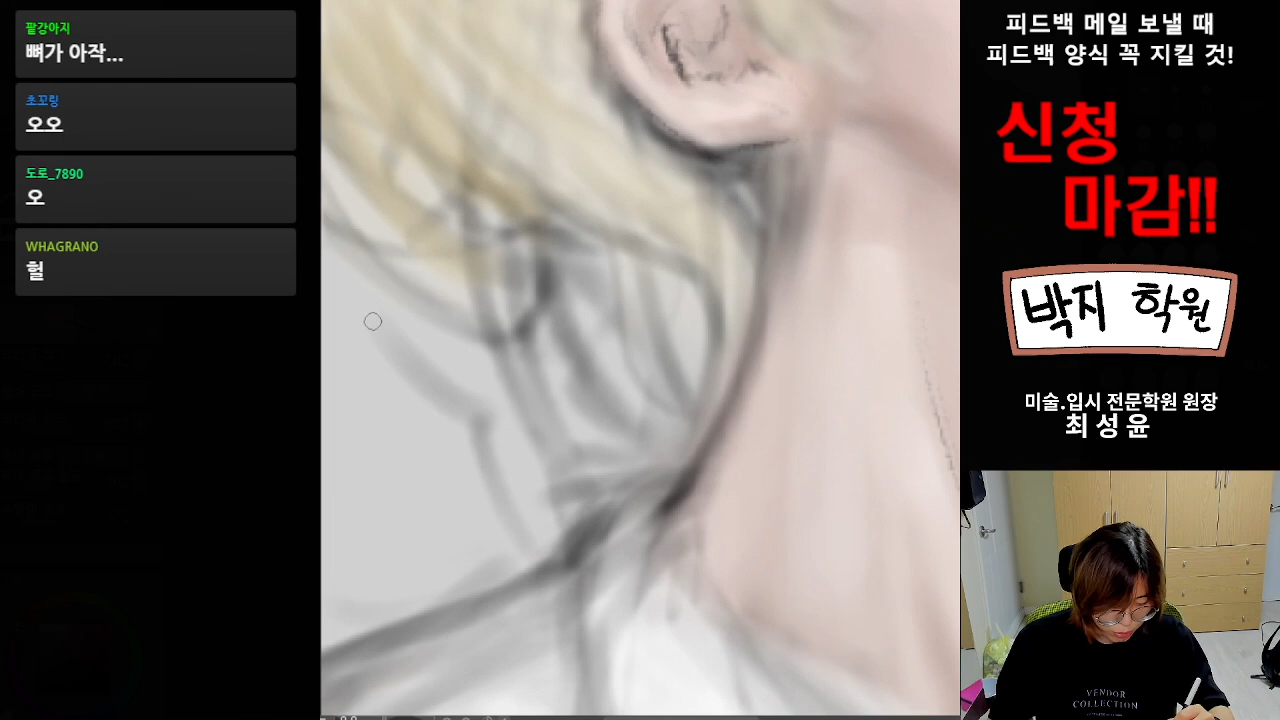 팥강아지
뼈가 아작...
초꼬링
오오
도로_7890
오
WHAGRANO
헐
피드백 메일 보낼 때
피드백 양식 꼭 지킬 것!
신청
마감!!
박지 학원
미술.입시 전문학원 원장
최 성 윤
VENDOR
COLLECTION